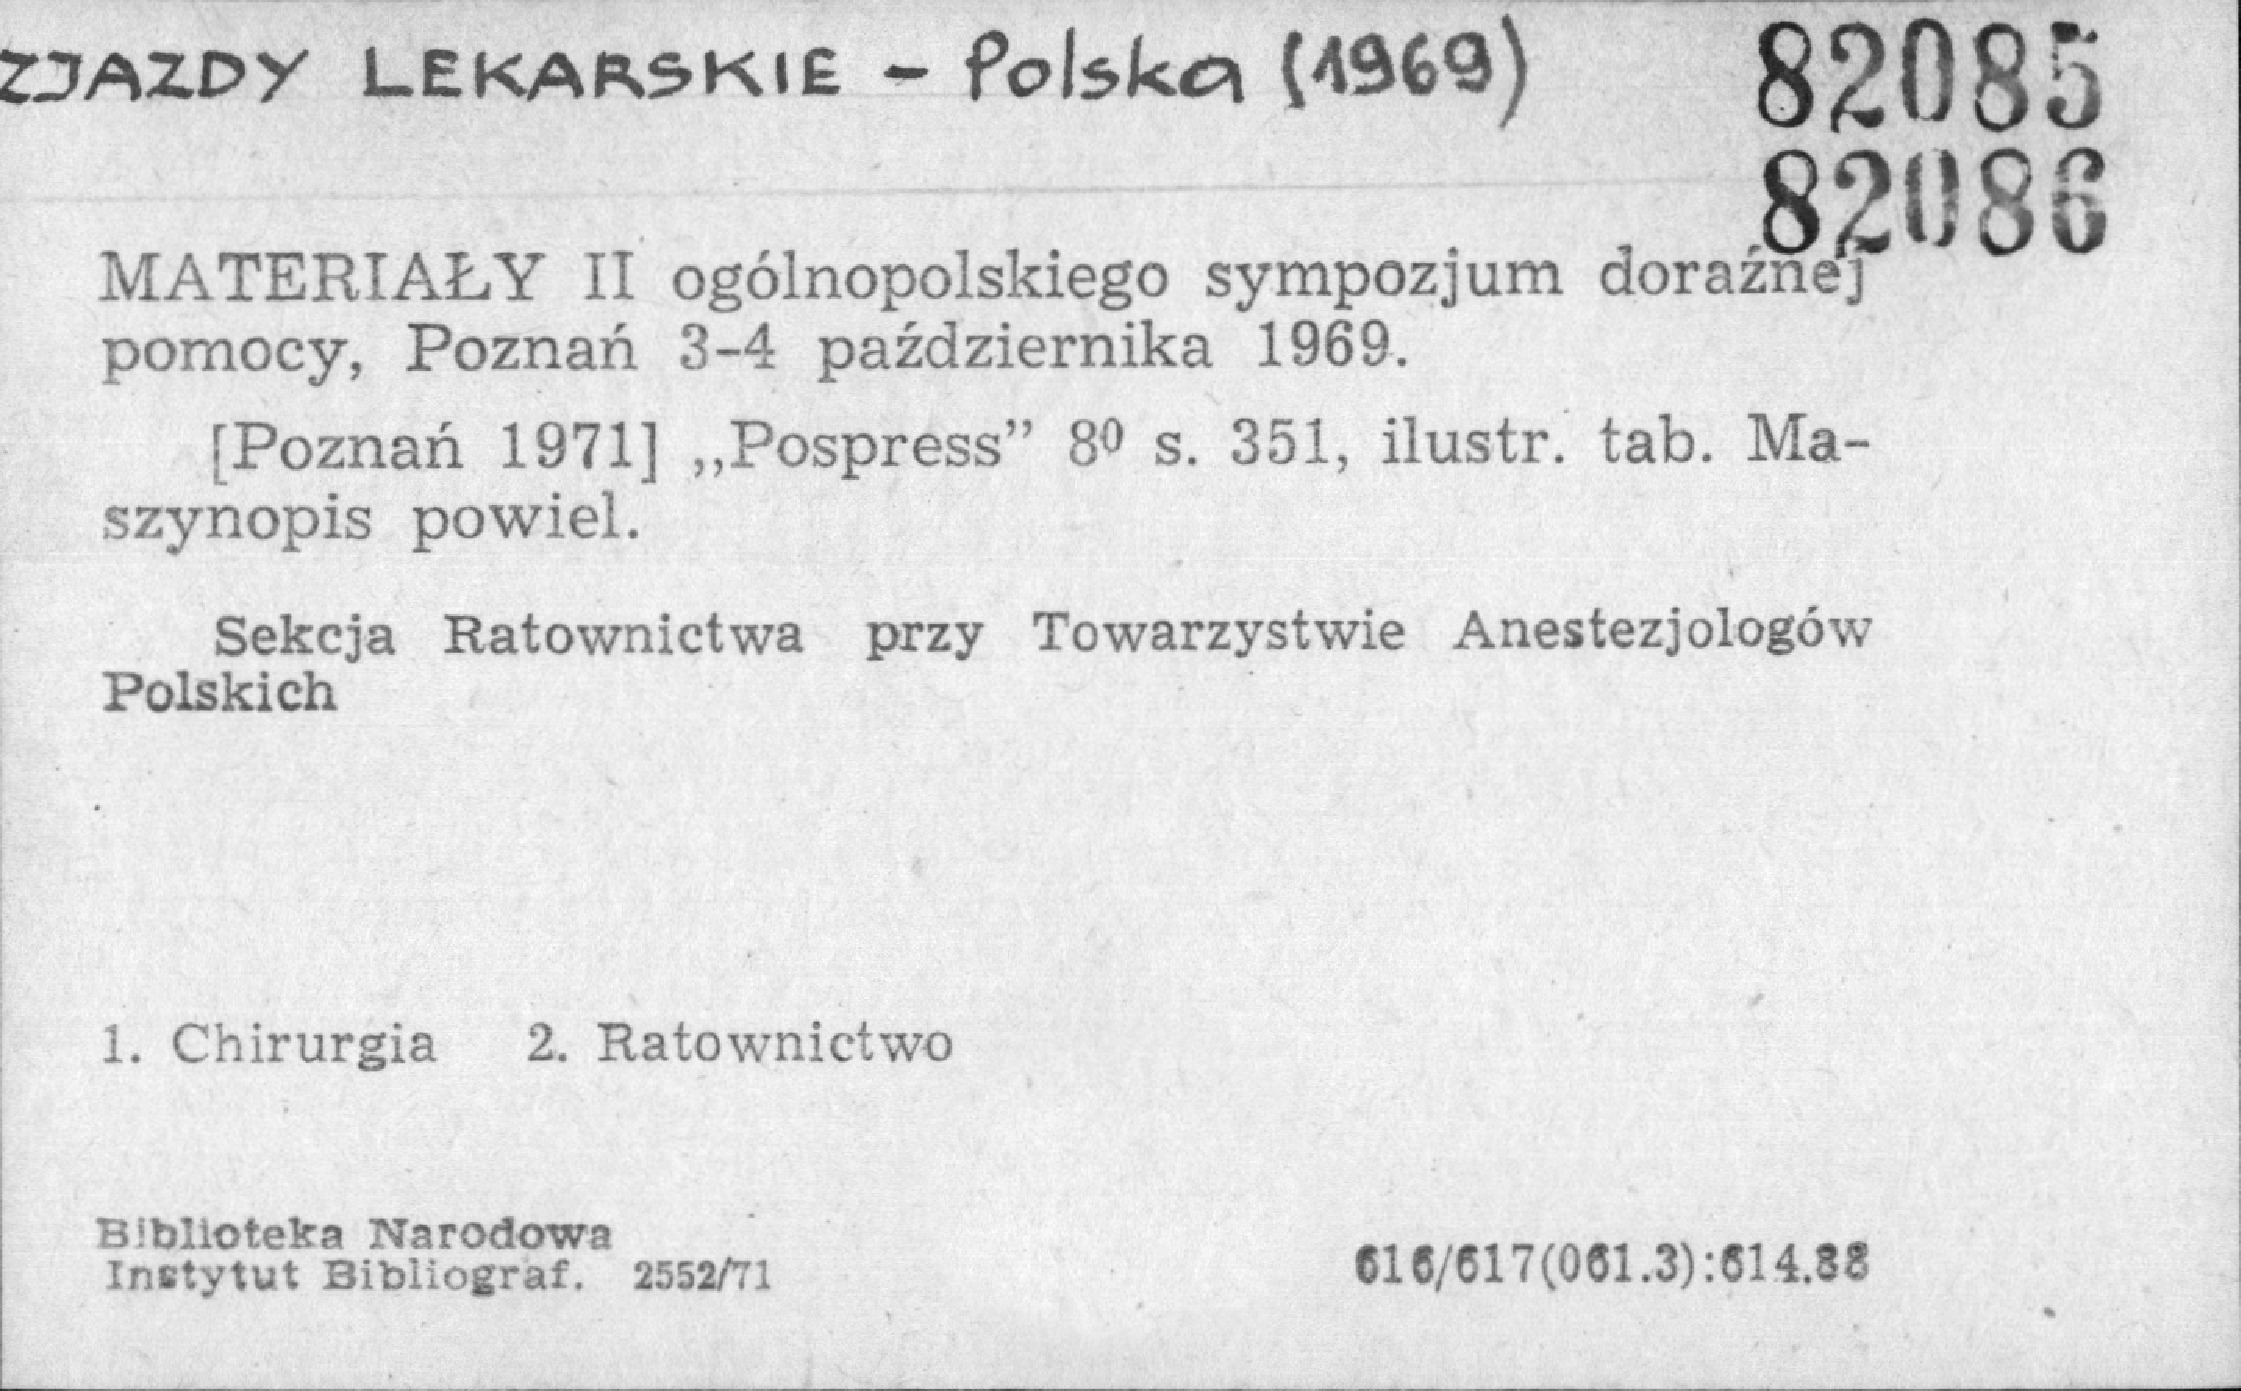 ZJAZDY LEKARSKIE - Polska (1969)
82085
82086
MATERIAŁY II ogólnopolskiego sympozjum doraźnej
pomocy, Poznań 3-4 października 1969.
[Poznań 1971] „Pospress” 8⁰ s. 351, ilustr. tab. Ma-
szynopis powiel.
Sekcja Ratownictwa przy Towarzystwie Anestezjologów
Polskich
1. Chirurgia 2. Ratownictwo
Biblioteka Narodowa
Instytut Bibliograf. 2552/71
616/617(061.3):614.88